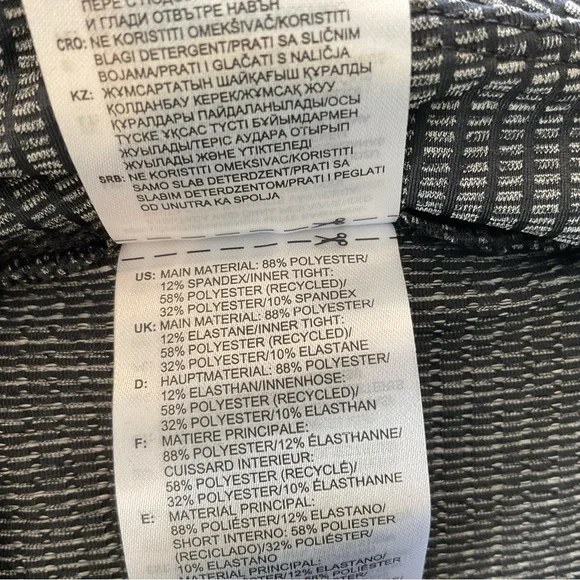 ПЕРЕ С ПОДО
И ГЛАДИ ОТВЪТРЕ НАВЪН
CRO: NE KORISTITI OMEKŠIVAČ/KORISTITI
BLAGI DETERGENT/PRATI SA SLIČNIM
BOJAMA/PRATI I GLAČATI S NALIČJA
KZ: ЖҰМСАРТАТЫН ШАЙҚАҒЫШ ҚҰРАЛДЫ
ҚОЛДАНБАУ КЕРЕК/ЖҰМСАҚ ЖУУ
ҚҰРАЛДАРЫ ПАЙДАЛАНЫЛАДЫ/ОСЫ
ТҮСКЕ ҰҚСАС ТҮСТІ БҰЙЫМДАРМЕН
ЖУЫЛАДЫ/ТЕРІС АУДАРА ОТЫРЫП
ЖУЫЛАДЫ ЖӘНЕ ҮТІКТЕЛЕДІ
SRB: NE KORISTITI OMEKSIVAC/KORISTITI
SAMO SLAB DETERDZENT/PRATI SA
SLABIM DETERDZENTOM/PRATI I PEGLATI
OD UNUTRA KA SPOLJA
US: MAIN MATERIAL: 88% POLYESTER/
12% SPANDEX/INNER TIGHT:
58% POLYESTER (RECYCLED)/
32% POLYESTER/10% SPANDEX
UK: MAIN MATERIAL: 88% POLYESTER/
12% ELASTANE/INNER TIGHT:
58% POLYESTER (RECYCLED)/
32% POLYESTER/10% ELASTANE
D: HAUPTMATERIAL: 88% POLYESTER/
12% ELASTHAN/INNENHOSE:
58% POLYESTER (RECYCLED)/
32% POLYESTER/10% ELASTHAN
F: MATIERE PRINCIPALE:
88% POLYESTER/12% ÉLASTHANNE/
CUISSARD INTERIEUR:
58% POLYESTER (RECYCLÉ)/
32% POLYESTER/10% ÉLASTHANNE
E: MATERIAL PRINCIPAL:
88% POLIÉSTER/12% ELASTANO/
SHORT INTERNO: 58% POLIESTER
(RECICLADO)/32% POLIÉSTER/
10% ELASTANO
MATERIAL PRINCIPAL: